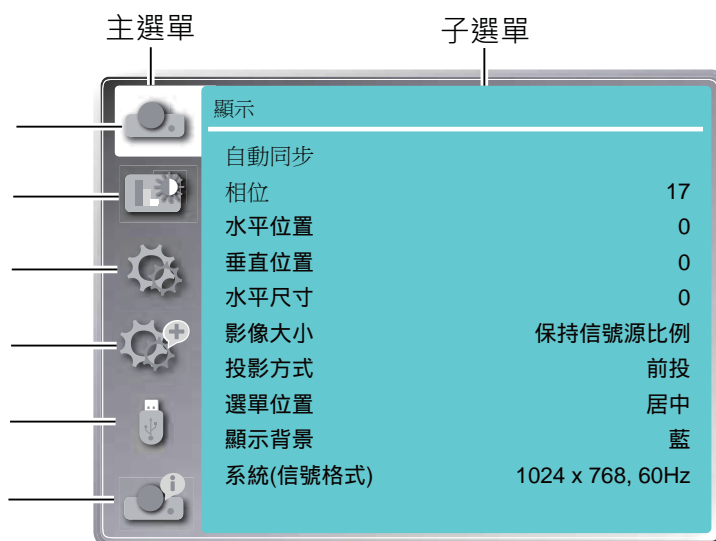 主選單
子選單
顯示
自動同步
相位 17
水平位置 0
垂直位置 0
水平尺寸 0
影像大小 保持信號源比例
投影方式 前投
選單位置 居中
顯示背景 藍
系統(信號格式) 1024 x 768, 60Hz